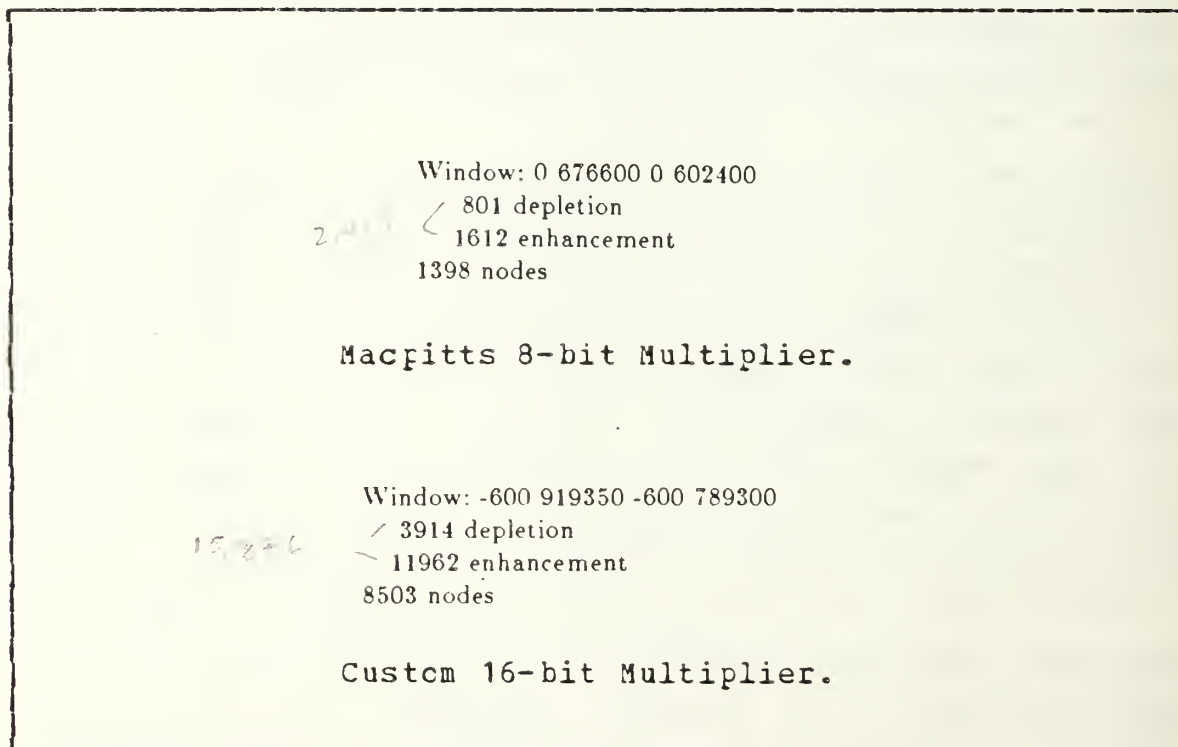 Window: 0 676600 0 602400
801 depletion
1612 enhancement
1398 nodes
Macpitts 8-bit Multiplier.
Window: -600 919350 -600 789300
3914 depletion
11962 enhancement
8503 nodes
Custom 16-bit Multiplier.